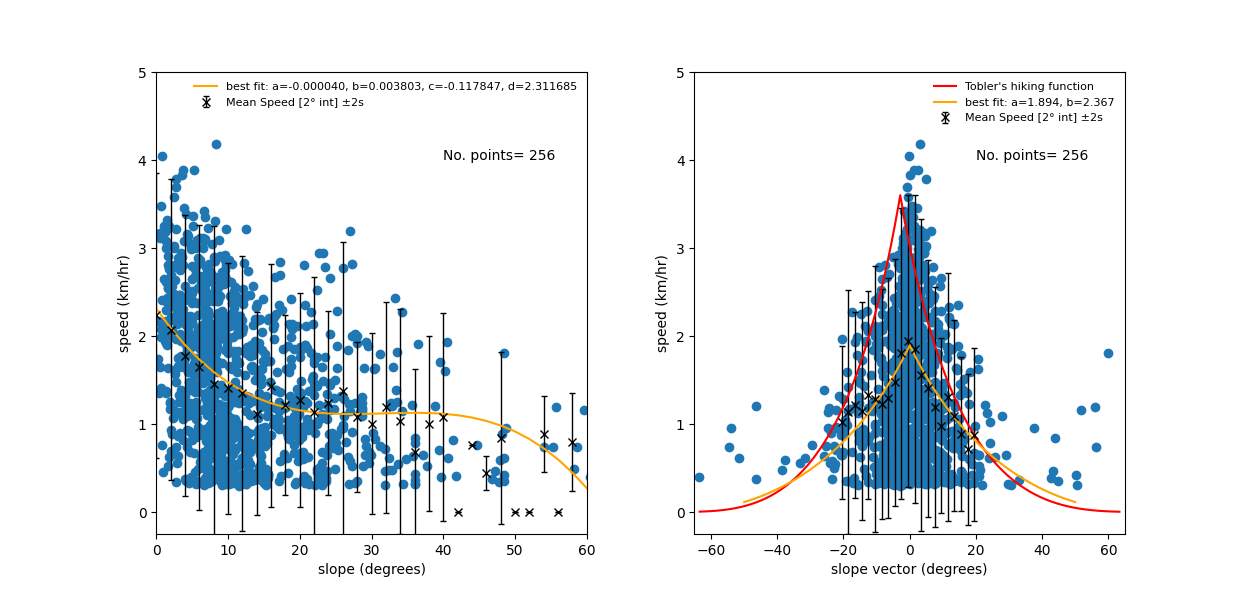 best fit: a=-0.000040, b=0.003803, c=-0.117847, d=2.311685
Mean Speed [2° int] ±2s
No. points= 256
5
4
3
2
1
0
speed (km/hr)
0 10 20 30 40 50 60
slope (degrees)
Tobler's hiking function
best fit: a=1.894, b=2.367
Mean Speed [2° int] ±2s
No. points= 256
5
4
3
2
1
0
speed (km/hr)
−60 −40 −20 0 20 40 60
slope vector (degrees)